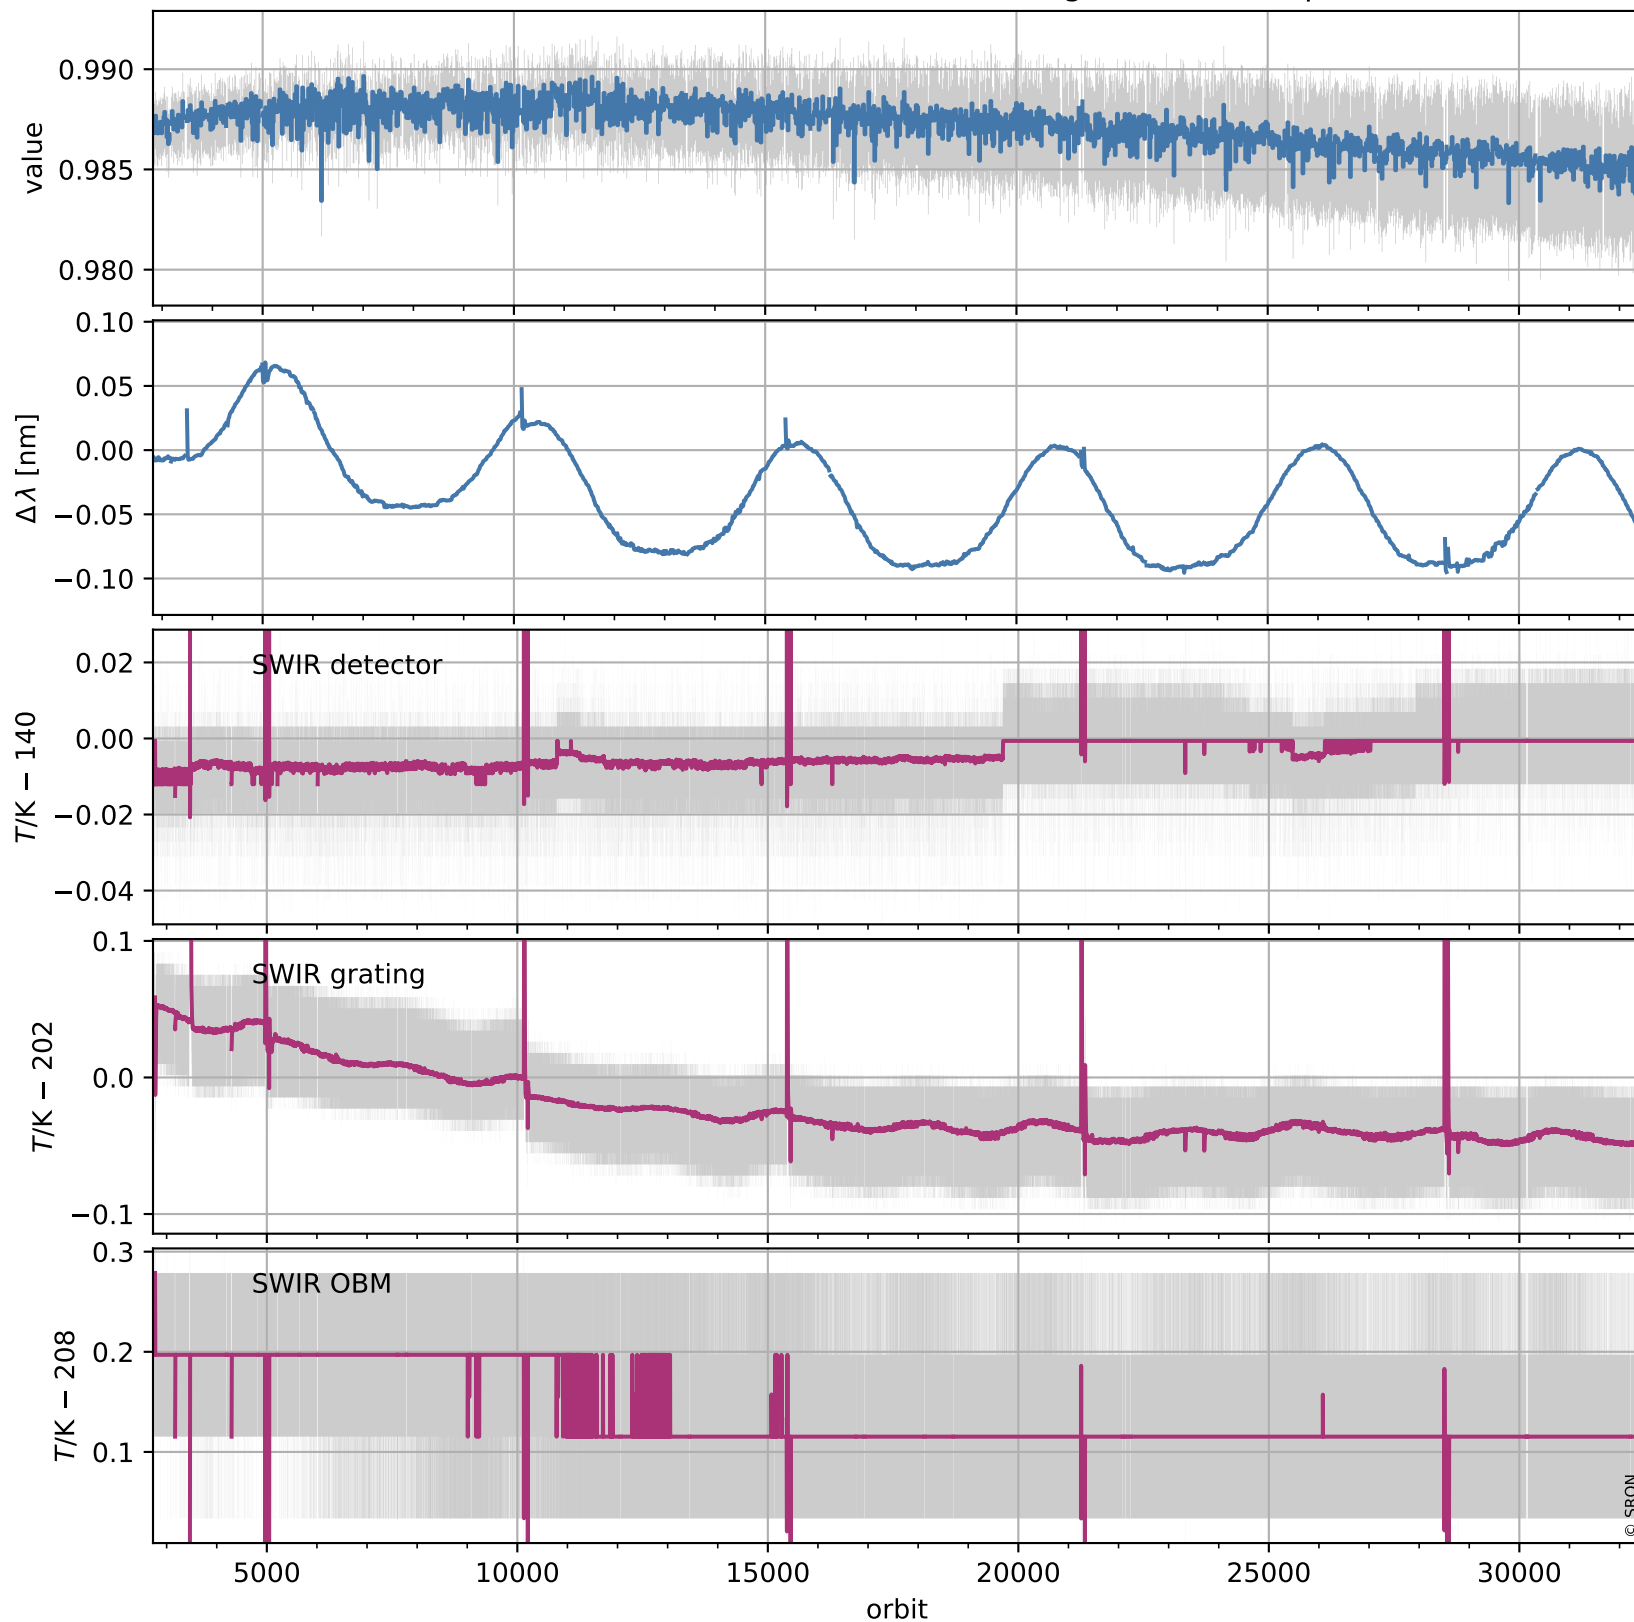 0.990
0.985
0.980
value
0.10
0.05
0.00
−0.05
−0.10
Δλ [nm]
SWIR detector
0.02
0.00
−0.02
−0.04
T/K − 140
SWIR grating
0.1
0.0
−0.1
T/K − 202
SWIR OBM
0.3
0.2
0.1
T/K − 208
5000 10000 15000 20000 25000 30000
orbit
© SRON